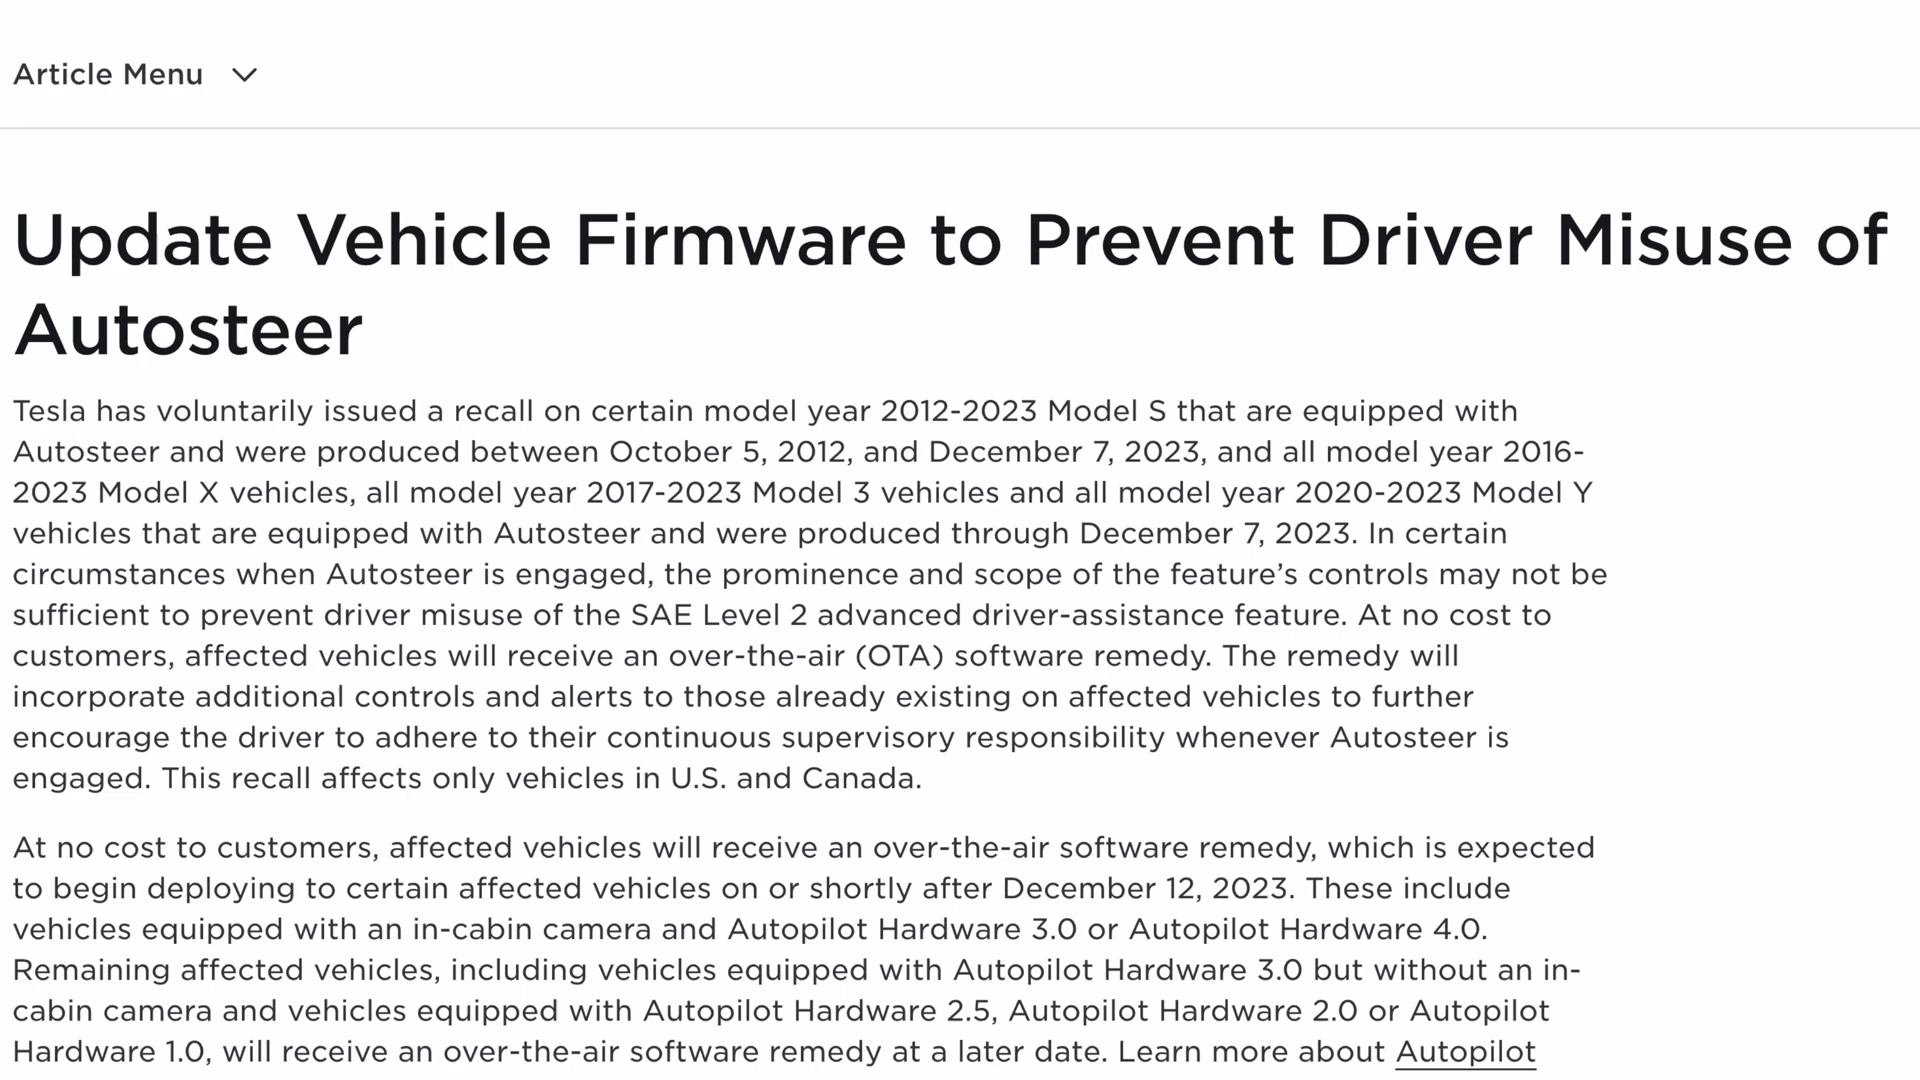 Article Menu
Update Vehicle Firmware to Prevent Driver Misuse of
Autosteer
Tesla has voluntarily issued a recall on certain model year 2012-2023 Model S that are equipped with
Autosteer and were produced between October 5, 2012, and December 7, 2023, and all model year 2016-
2023 Model X vehicles, all model year 2017-2023 Model 3 vehicles and all model year 2020-2023 Model Y
vehicles that are equipped with Autosteer and were produced through December 7, 2023. In certain
circumstances when Autosteer is engaged, the prominence and scope of the feature’s controls may not be
sufficient to prevent driver misuse of the SAE Level 2 advanced driver-assistance feature. At no cost to
customers, affected vehicles will receive an over-the-air (OTA) software remedy. The remedy will
incorporate additional controls and alerts to those already existing on affected vehicles to further
encourage the driver to adhere to their continuous supervisory responsibility whenever Autosteer is
engaged. This recall affects only vehicles in U.S. and Canada.
At no cost to customers, affected vehicles will receive an over-the-air software remedy, which is expected
to begin deploying to certain affected vehicles on or shortly after December 12, 2023. These include
vehicles equipped with an in-cabin camera and Autopilot Hardware 3.0 or Autopilot Hardware 4.0.
Remaining affected vehicles, including vehicles equipped with Autopilot Hardware 3.0 but without an in-
cabin camera and vehicles equipped with Autopilot Hardware 2.5, Autopilot Hardware 2.0 or Autopilot
Hardware 1.0, will receive an over-the-air software remedy at a later date. Learn more about Autopilot